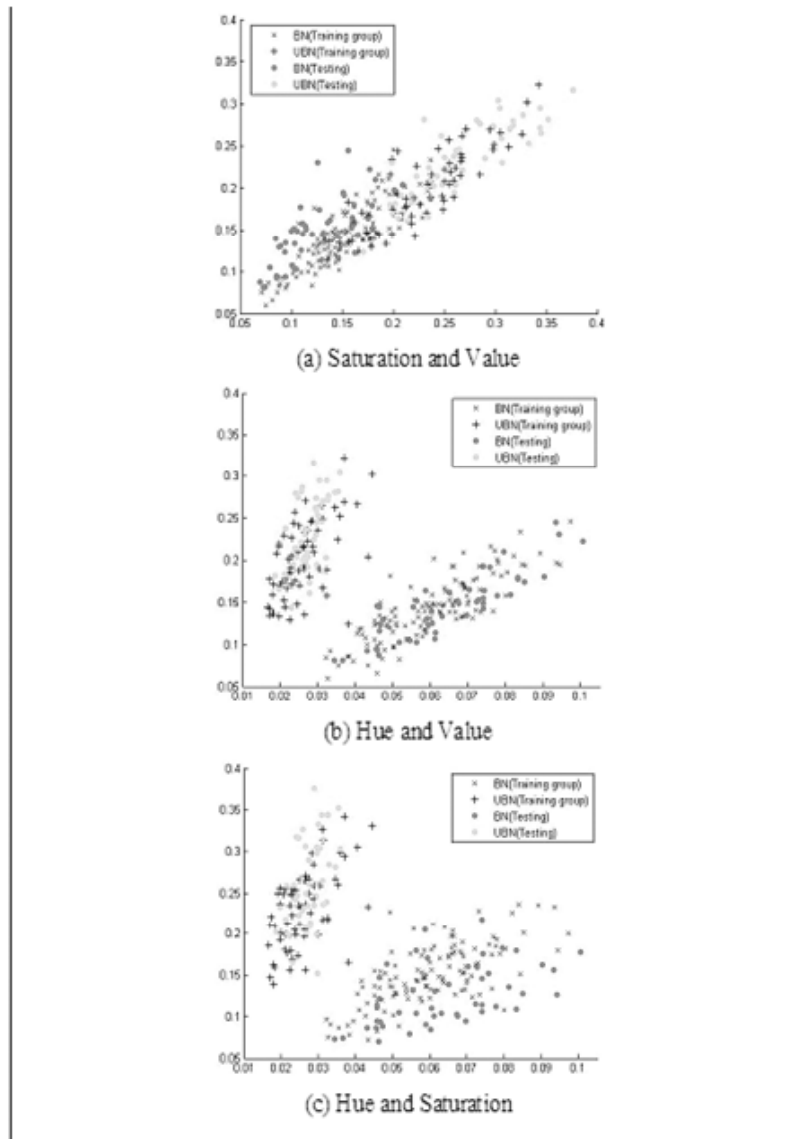 0.4
× BN(Training group)
+ UBN(Training group)
● BN(Testing)
● UBN(Testing)
0.35
0.3
0.25
0.2
0.15
0.1
0.05
0.05 0.1 0.15 0.2 0.25 0.3 0.35 0.4
(a) Saturation and Value
0.4
× BN(Training group)
+ UBN(Training group)
● BN(Testing)
● UBN(Testing)
0.35
0.3
0.25
0.2
0.15
0.1
0.05
0.01 0.02 0.03 0.04 0.05 0.06 0.07 0.08 0.09 0.1
(b) Hue and Value
0.4
× BN(Training group)
+ UBN(Training group)
● BN(Testing)
● UBN(Testing)
0.35
0.3
0.25
0.2
0.15
0.1
0.05
0.01 0.02 0.03 0.04 0.05 0.06 0.07 0.08 0.09 0.1
(c) Hue and Saturation